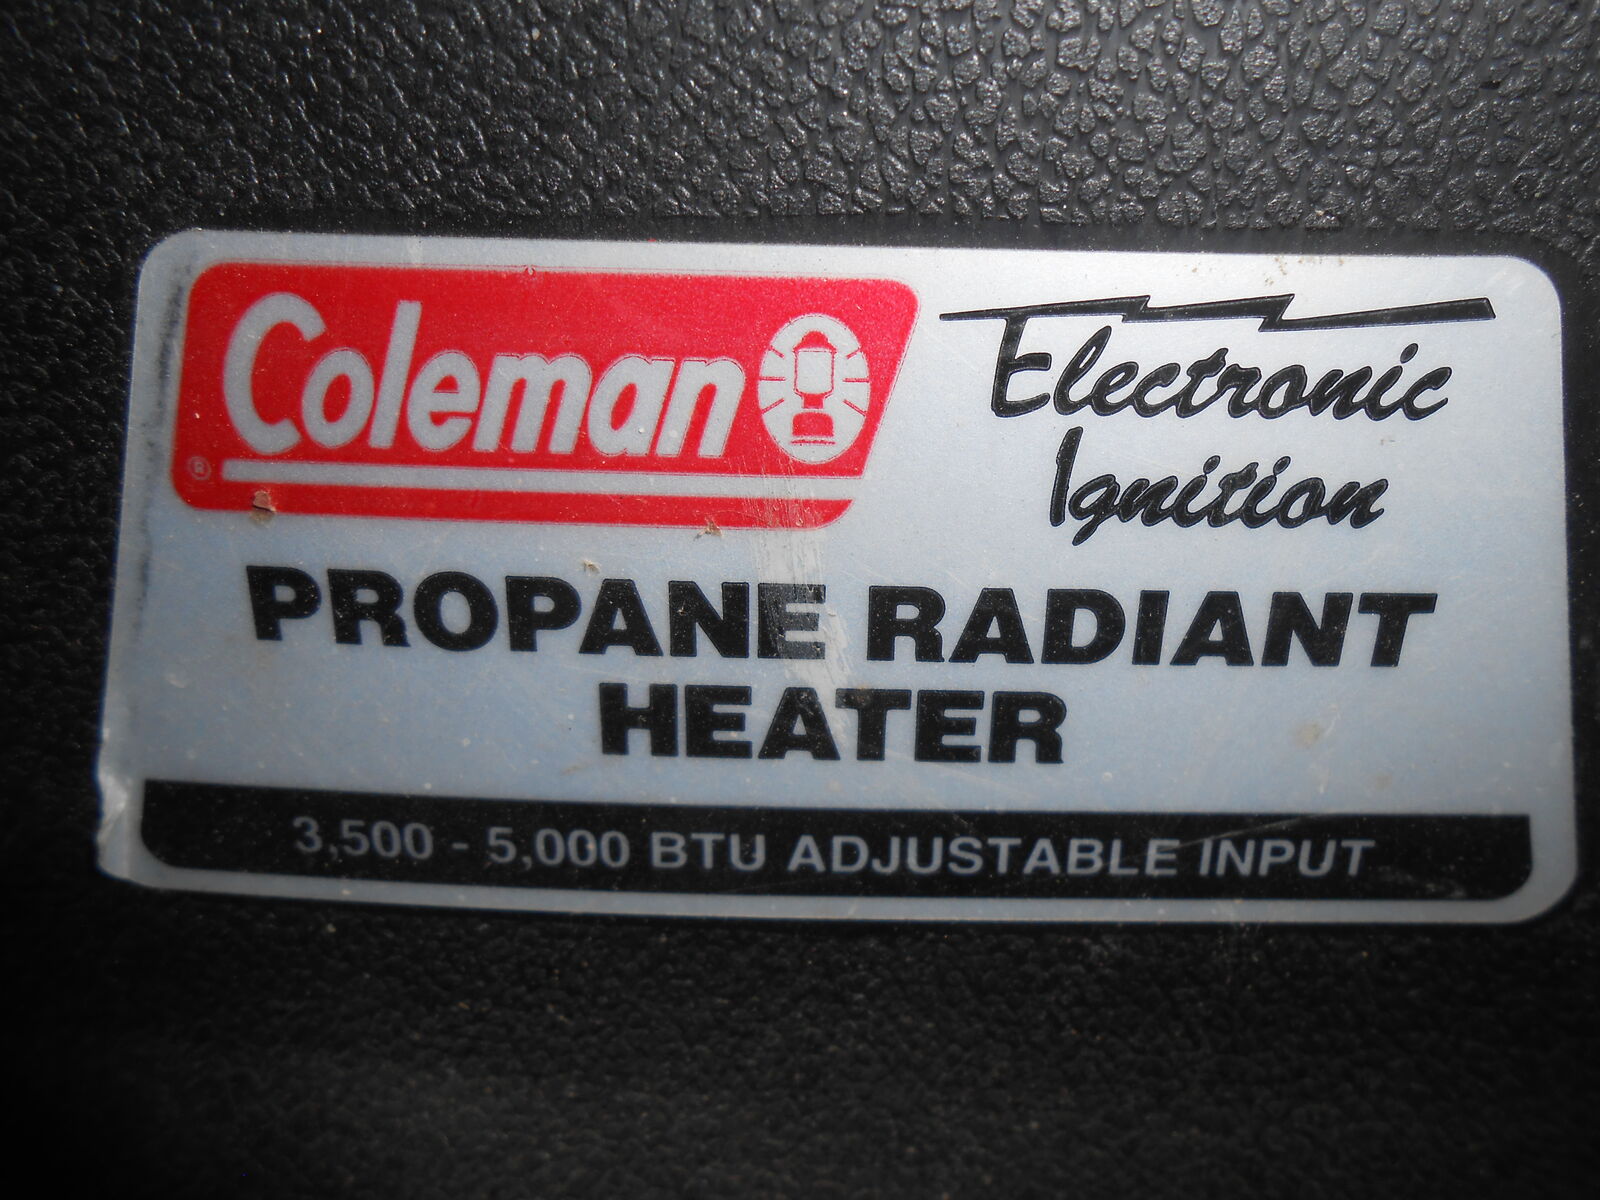 Coleman
®
Electronic
Ignition
PROPANE RADIANT
HEATER
3,500 - 5,000 BTU ADJUSTABLE INPUT